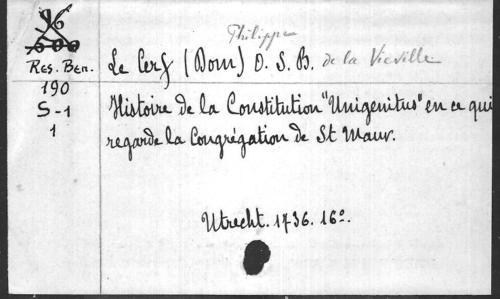 Philippe
Le Cerf (Dom) O. S. B. de la Vieville
Res. Ben.
190
S-1
1
Histoire de la Constitution "Unigenitus" en ce qui
regarde la Congrégation de St Maur.
Utrecht. 1736. 16º.